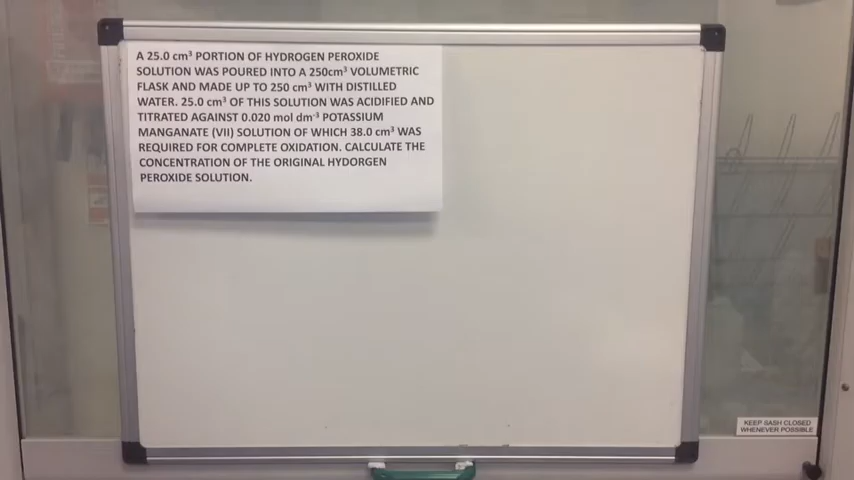 A 25.0 cm³ PORTION OF HYDROGEN PEROXIDE
SOLUTION WAS POURED INTO A 250cm³ VOLUMETRIC
FLASK AND MADE UP TO 250 cm³ WITH DISTILLED
WATER. 25.0 cm³ OF THIS SOLUTION WAS ACIDIFIED AND
TITRATED AGAINST 0.020 mol dm⁻³ POTASSIUM
MANGANATE (VII) SOLUTION OF WHICH 38.0 cm³ WAS
REQUIRED FOR COMPLETE OXIDATION. CALCULATE THE
CONCENTRATION OF THE ORIGINAL HYDORGEN
PEROXIDE SOLUTION.
KEEP SASH CLOSED
WHENEVER POSSIBLE